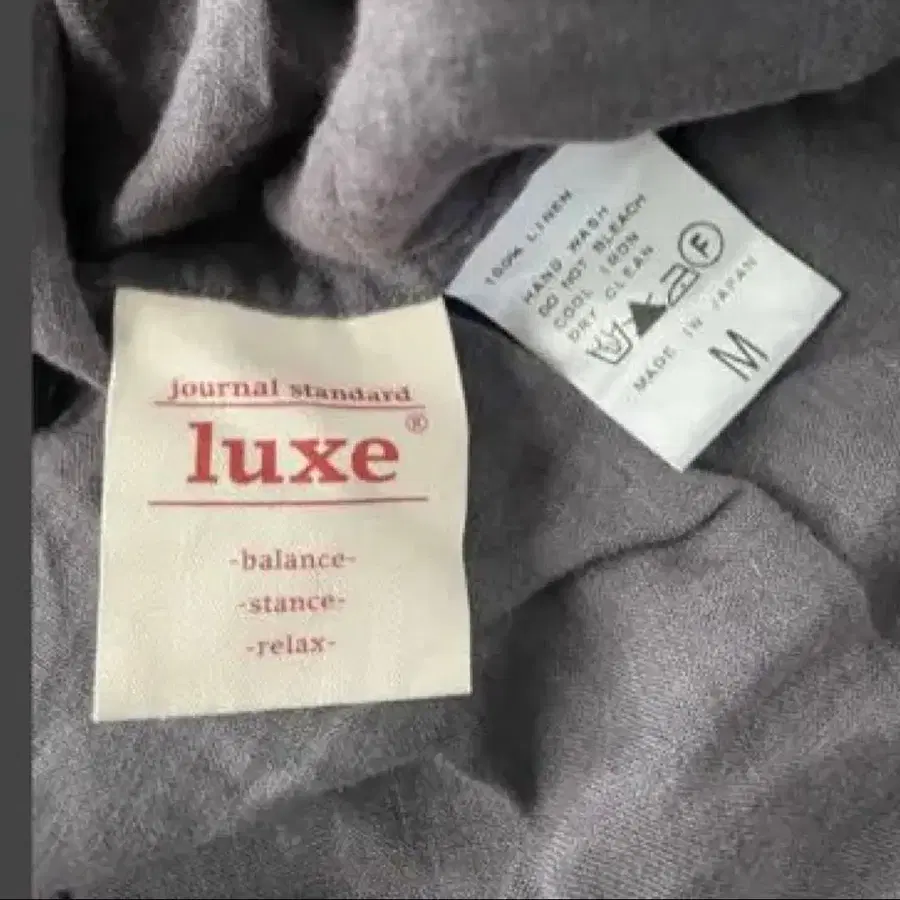 journal standard
luxe®
-balance-
-stance-
-relax-
100% LINEN
HAND WASH
DO NOT BLEACH
COOL IRON
DRY CLEAN
F
MADE IN JAPAN
M